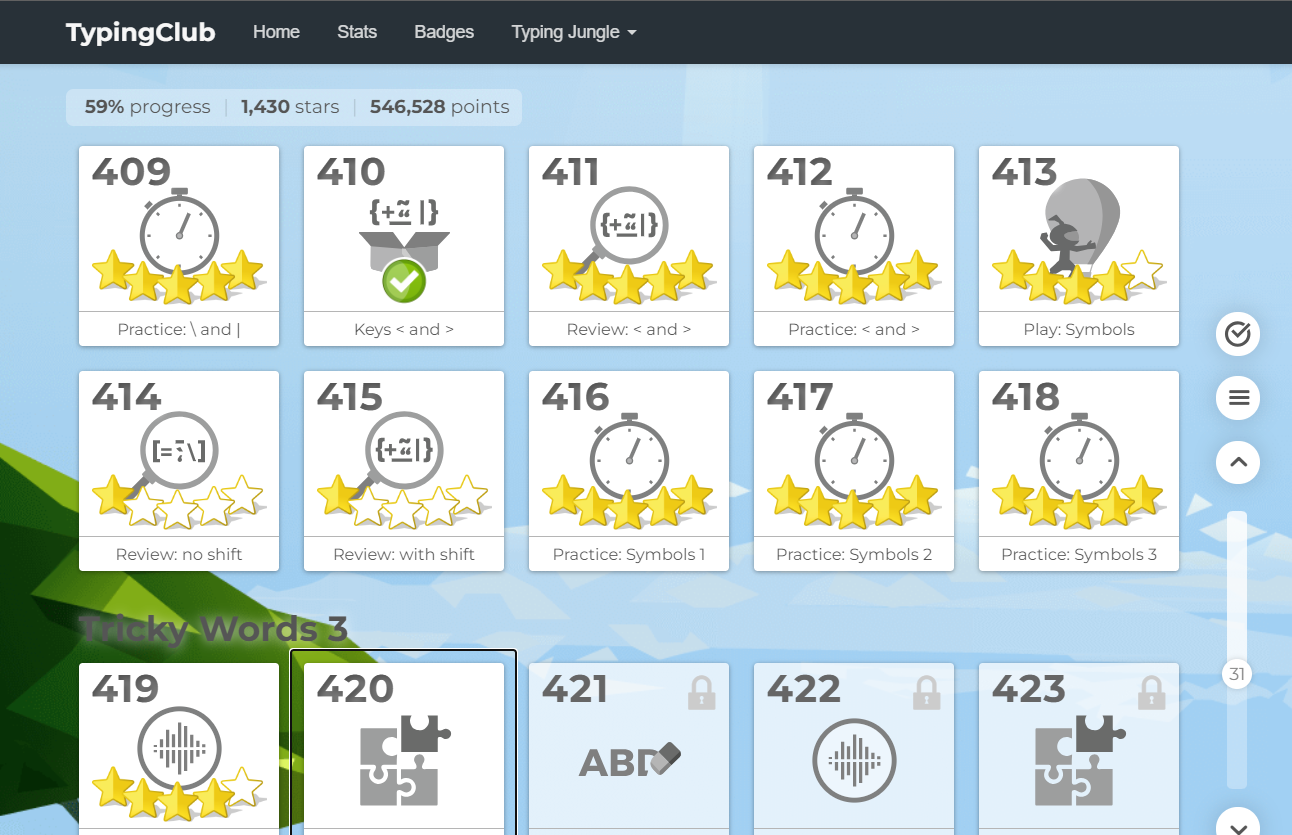 TypingClub Home Stats Badges Typing Jungle
59% progress 1,430 stars 546,528 points
409 410 411 412 413
{+ã|} {+ã|}
Practice: \ and | Keys < and > Review: < and > Practice: < and > Play: Symbols
414 415 416 417 418
[=;\] {+ã|}
Review: no shift Review: with shift Practice: Symbols 1 Practice: Symbols 2 Practice: Symbols 3
Tricky Words 3
31
419 420 421 422 423
ABD